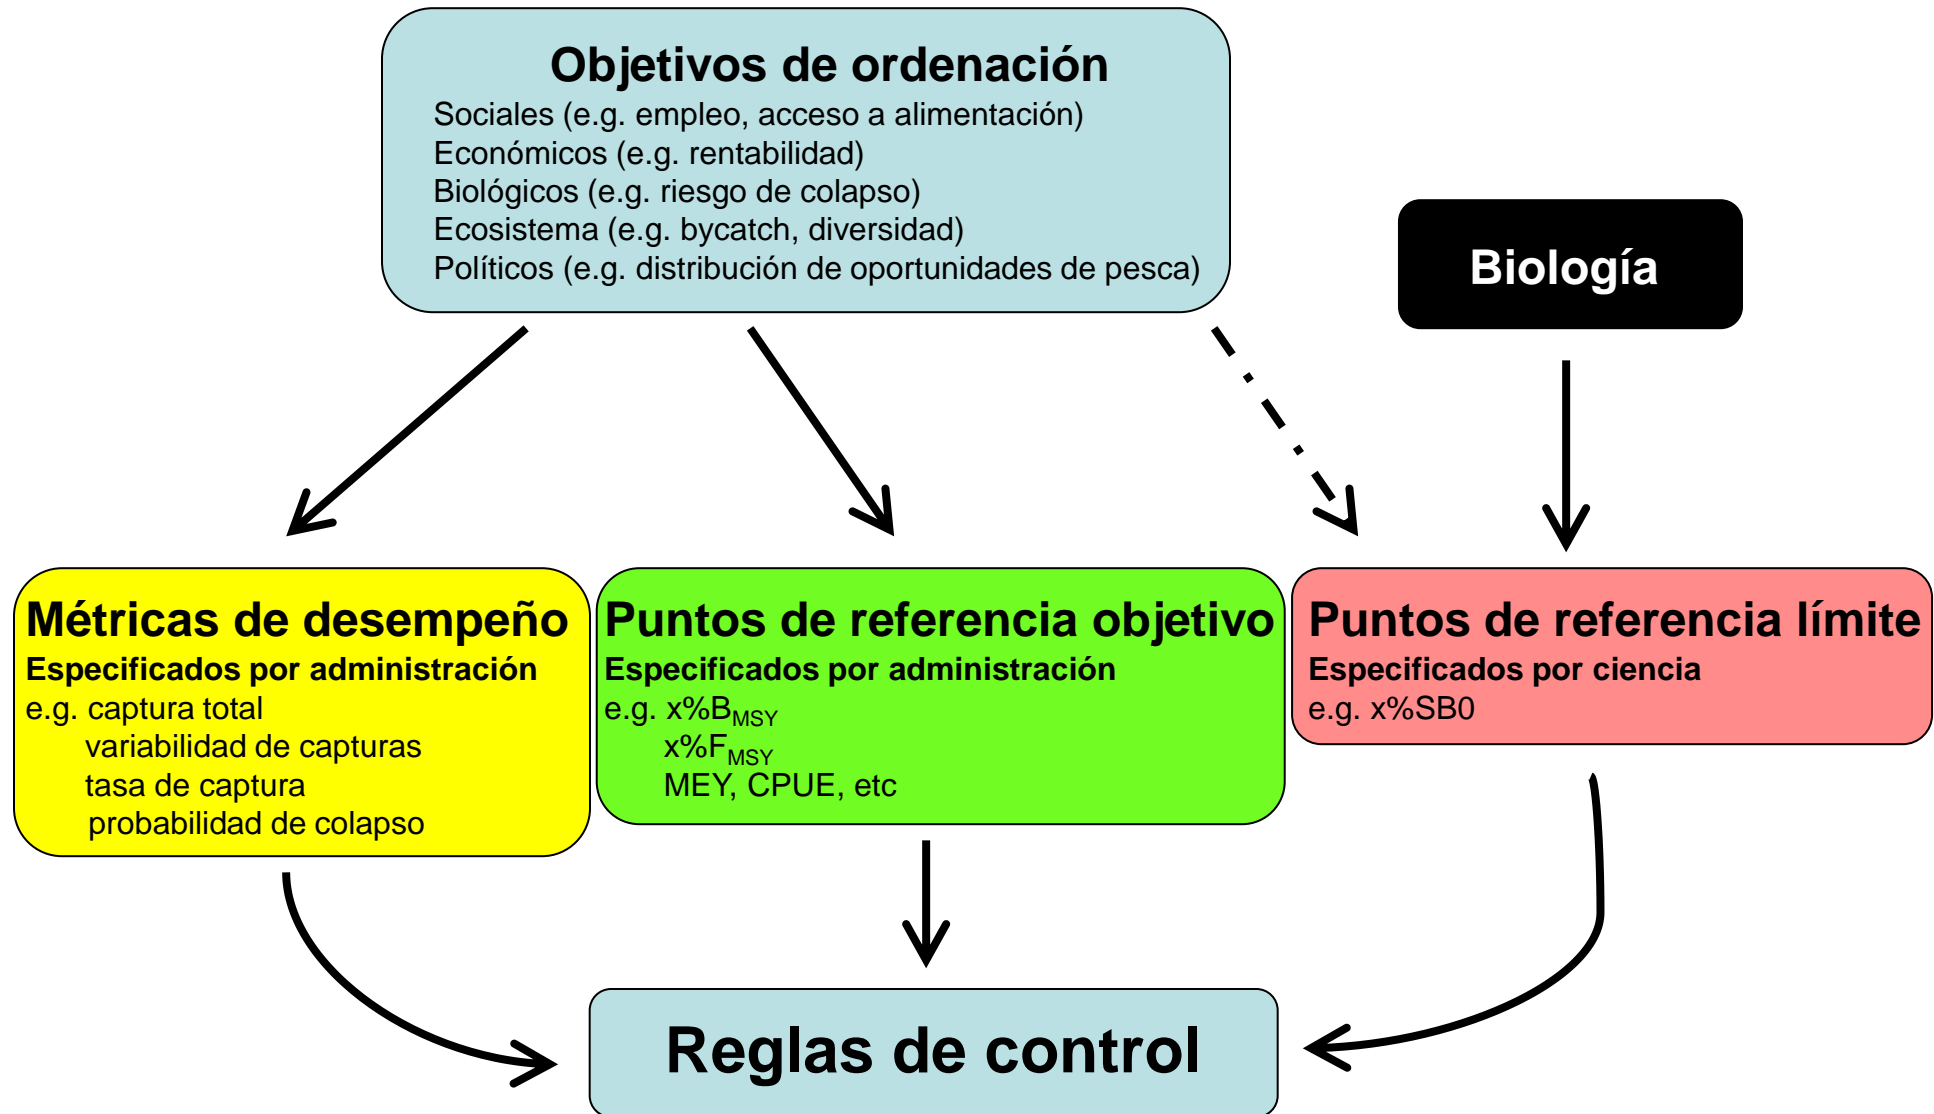 Objetivos de ordenación
Sociales (e.g. empleo, acceso a alimentación)
Económicos (e.g. rentabilidad)
Biológicos (e.g. riesgo de colapso)
Ecosistema (e.g. bycatch, diversidad)
Políticos (e.g. distribución de oportunidades de pesca)
Biología
Métricas de desempeño
Especificados por administración
e.g. captura total
variabilidad de capturas
tasa de captura
probabilidad de colapso
Puntos de referencia objetivo
Especificados por administración
e.g. x%BMSY
x%FMSY
MEY, CPUE, etc
Puntos de referencia límite
Especificados por ciencia
e.g. x%SB0
Reglas de control